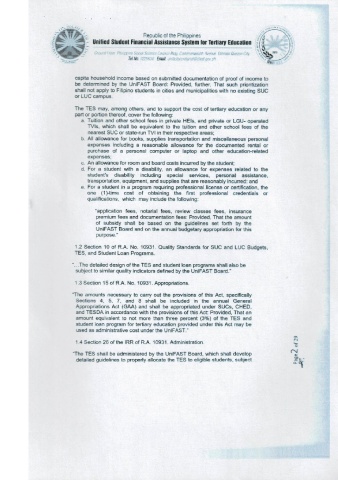 Republic of the Philippines
Unified Student Financial Assistance System for Tertiary Education
capita household income based on submitted documentation of proof of income to
be determined by the UniFAST Board: Provided, further, That such prioritization
shall not apply to Filipino students in cities and municipalities with no existing SUC
or LUC campus.
The TES may, among others, and to support the cost of tertiary education or any
part or portion thereof, cover the following:
a. Tuition and other school fees in private HEIs, and private or LGU- operated
TVIs, which shall be equivalent to the tuition and other school fees of the
nearest SUC or state-run TVI in their respective areas;
b. All allowance for books, supplies transportation and miscellaneous personal
expenses including a reasonable allowance for the documented rental or
purchase of a personal computer or laptop and other education-related
expenses;
c. An allowance for room and board costs incurred by the student;
d. For a student with a disability, an allowance for expenses related to the
student's disability including special services, personal assistance,
transportation, equipment, and supplies that are reasonably incurred; and
e. For a student in a program requiring professional license or certification, the
one (1)-time cost of obtaining the first professional credentials or
qualifications, which may include the following:
"application fees, notarial fees, review classes fees, insurance
premium fees and documentation fees: Provided, That the amount
of subsidy shall be based on the guidelines set forth by the
UniFAST Board and on the annual budgetary appropriation for this
purpose."
1.2 Section 10 of R.A. No. 10931. Quality Standards for SUC and LUC Budgets,
TES, and Student Loan Programs.
"...The detailed design of the TES and student loan programs shall also be
subject to similar quality indicators defined by the UniFAST Board."
1.3 Section 15 of R.A. No. 10931. Appropriations.
"The amounts necessary to carry out the provisions of this Act, specifically
Sections 4, 5, 7, and 8 shall be included in the annual General
Appropriations Act (GAA) and shall be appropriated under SUCs, CHED,
and TESDA in accordance with the provisions of this Act: Provided, That an
amount equivalent to not more than three percent (3%) of the TES and
student loan program for tertiary education provided under this Act may be
used as administrative cost under the UniFAST."
1.4 Section 26 of the IRR of R.A. 10931. Administration.
"The TES shall be administered by the UniFAST Board, which shall develop
detailed guidelines to properly allocate the TES to eligible students, subject
Page 2 of 23